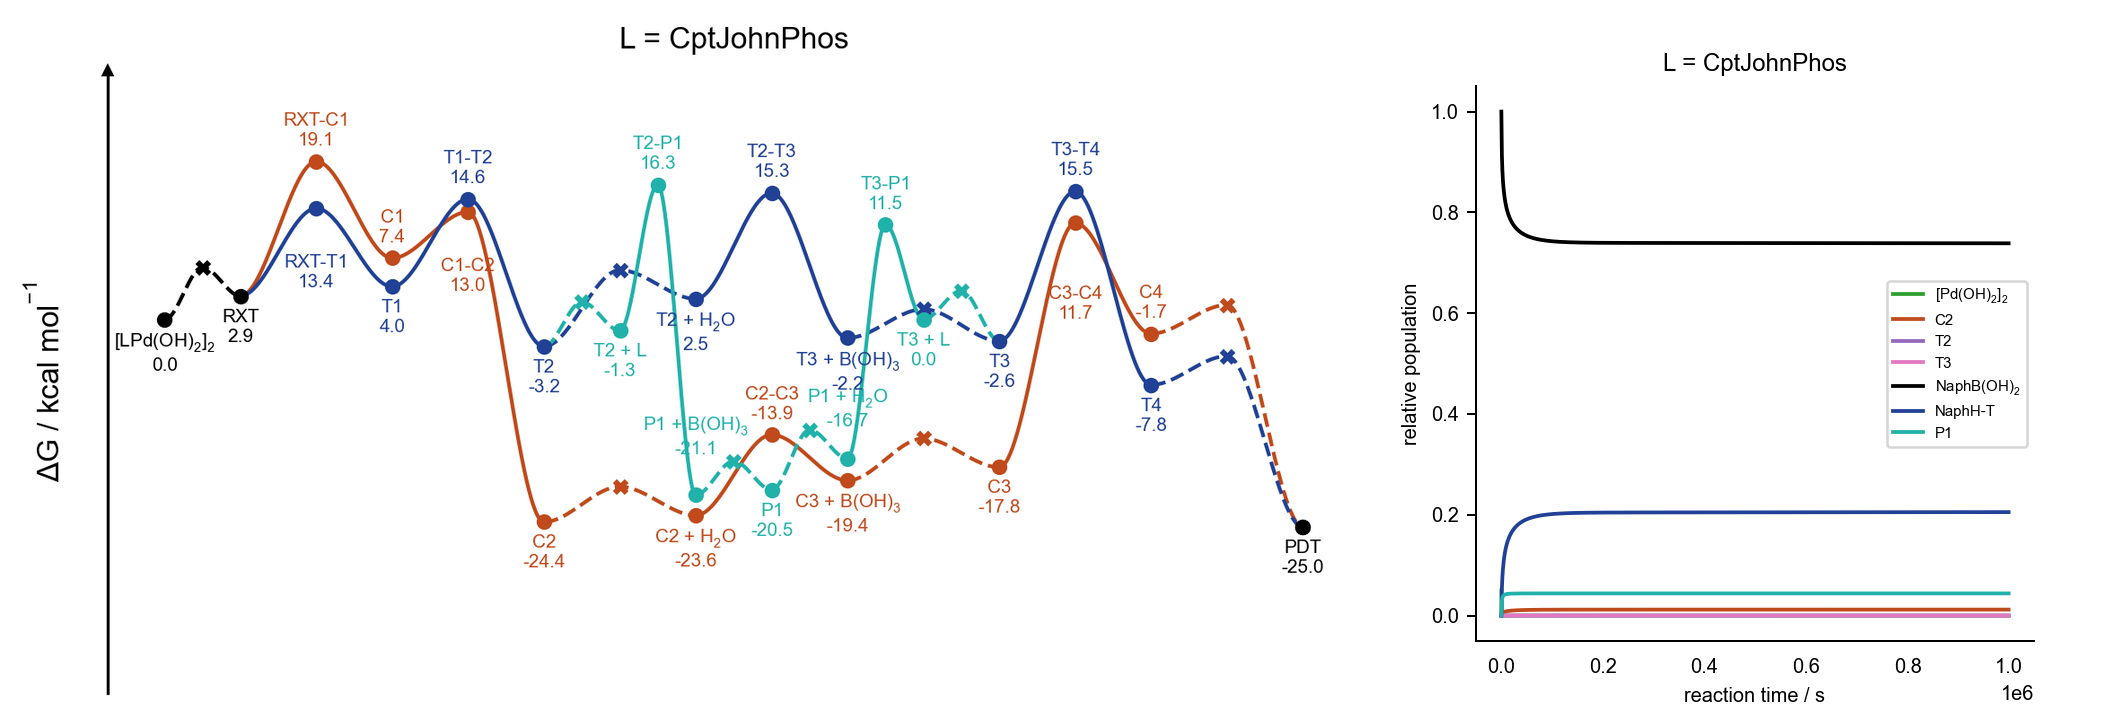 L = CptJohnPhos
ΔG / kcal mol⁻¹
[LPd(OH)₂]₂
0.0
RXT
2.9
RXT-C1
19.1
RXT-T1
13.4
C1
7.4
T1
4.0
T1-T2
14.6
C1-C2
13.0
T2
-3.2
C2
-24.4
T2 + L
-1.3
T2-P1
16.3
T2 + H₂O
2.5
P1 + B(OH)₃
-21.1
C2 + H₂O
-23.6
T2-T3
15.3
C2-C3
-13.9
P1
-20.5
T3 + B(OH)₃
-2.2
P1 + H₂O
-16.7
C3 + B(OH)₃
-19.4
T3-P1
11.5
T3 + L
0.0
T3
-2.6
C3
-17.8
T3-T4
15.5
C3-C4
11.7
C4
-1.7
T4
-7.8
PDT
-25.0
L = CptJohnPhos
relative population
1.0
0.8
0.6
0.4
0.2
0.0
[Pd(OH)₂]₂
C2
T2
T3
NaphB(OH)₂
NaphH-T
P1
0.0 0.2 0.4 0.6 0.8 1.0
1e6
reaction time / s